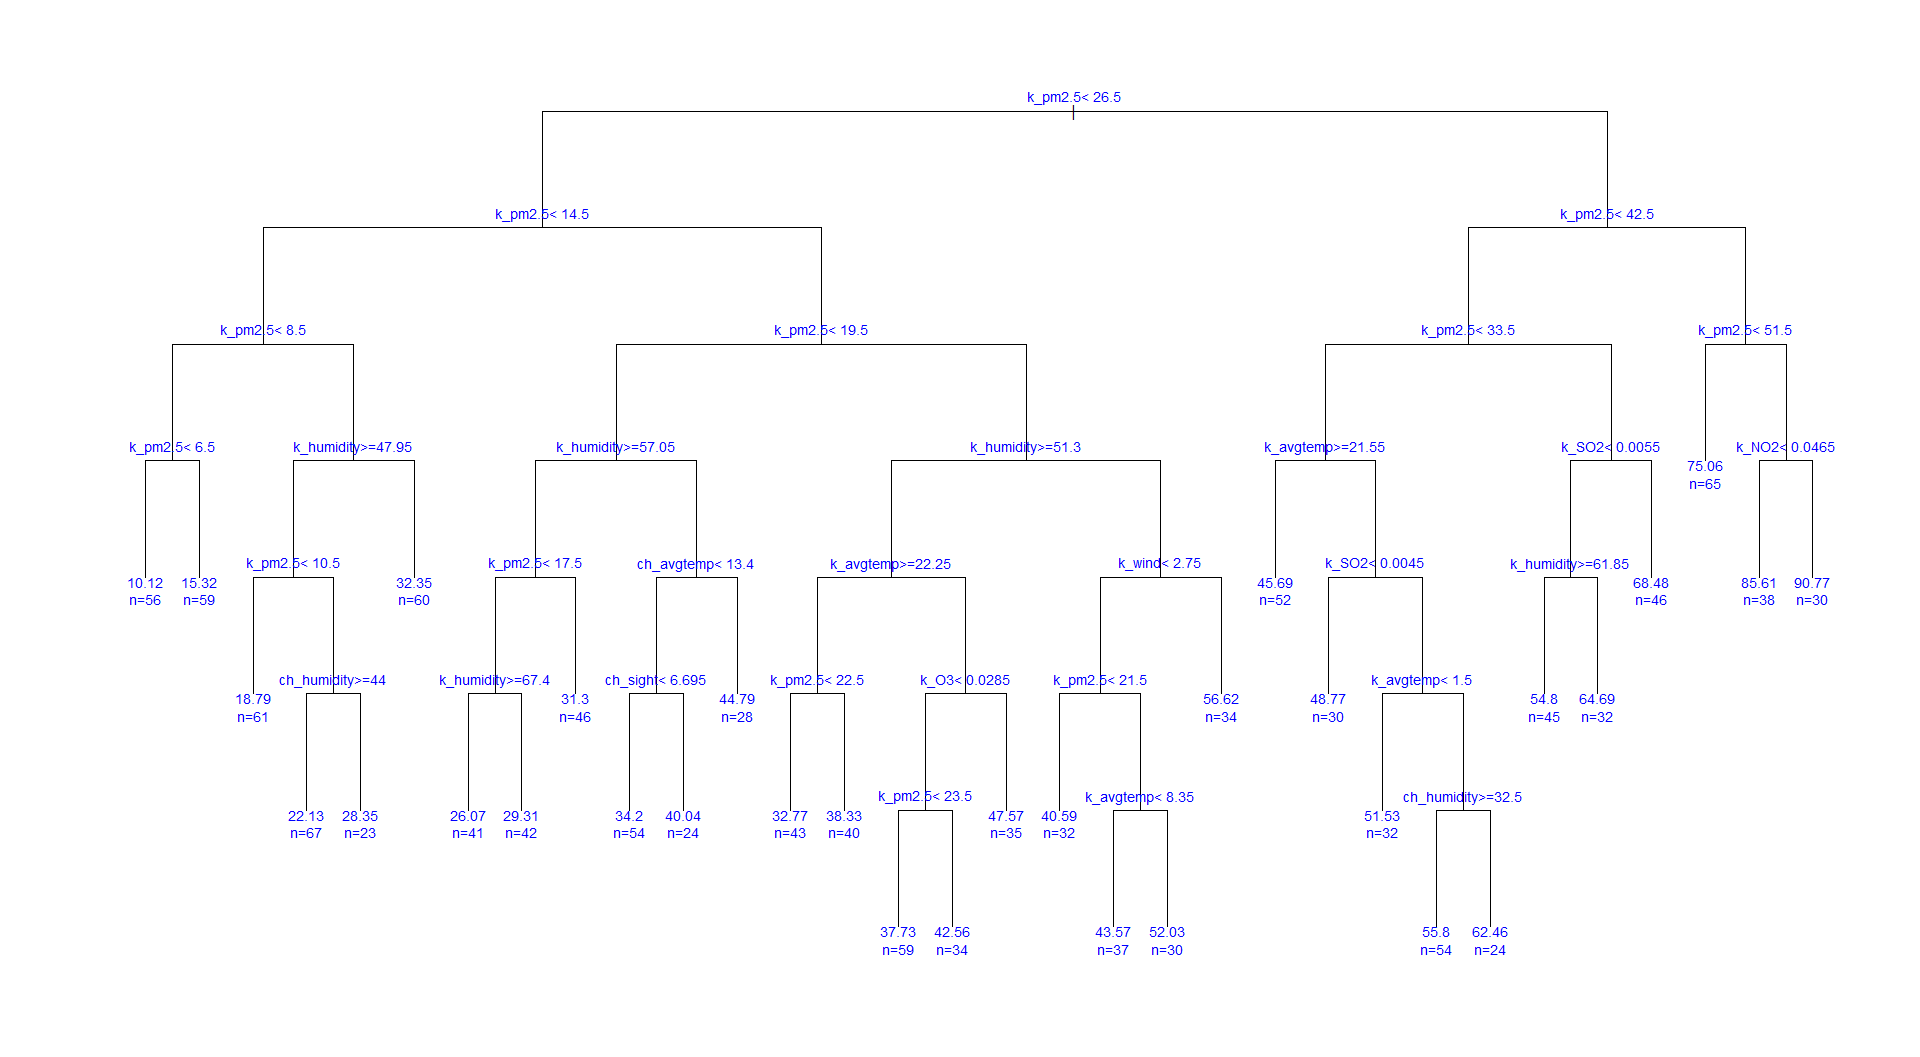 k_pm2.5< 26.5
k_pm2.5< 14.5
k_pm2.5< 42.5
k_pm2.5< 8.5
k_pm2.5< 19.5
k_pm2.5< 33.5
k_pm2.5< 51.5
k_pm2.5< 6.5
k_humidity>=47.95
k_humidity>=57.05
k_humidity>=51.3
k_avgtemp>=21.55
k_SO2< 0.0055
75.06
n=65
k_NO2< 0.0465
10.12
n=56
15.32
n=59
k_pm2.5< 10.5
32.35
n=60
k_pm2.5< 17.5
ch_avgtemp< 13.4
k_avgtemp>=22.25
k_wind< 2.75
45.69
n=52
k_SO2< 0.0045
k_humidity>=61.85
68.48
n=46
85.61
n=38
90.77
n=30
18.79
n=61
ch_humidity>=44
k_humidity>=67.4
31.3
n=46
ch_sight< 6.695
44.79
n=28
k_pm2.5< 22.5
k_O3< 0.0285
k_pm2.5< 21.5
56.62
n=34
48.77
n=30
k_avgtemp< 1.5
54.8
n=45
64.69
n=32
22.13
n=67
28.35
n=23
26.07
n=41
29.31
n=42
34.2
n=54
40.04
n=24
32.77
n=43
38.33
n=40
k_pm2.5< 23.5
47.57
n=35
40.59
n=32
k_avgtemp< 8.35
51.53
n=32
ch_humidity>=32.5
37.73
n=59
42.56
n=34
43.57
n=37
52.03
n=30
55.8
n=54
62.46
n=24